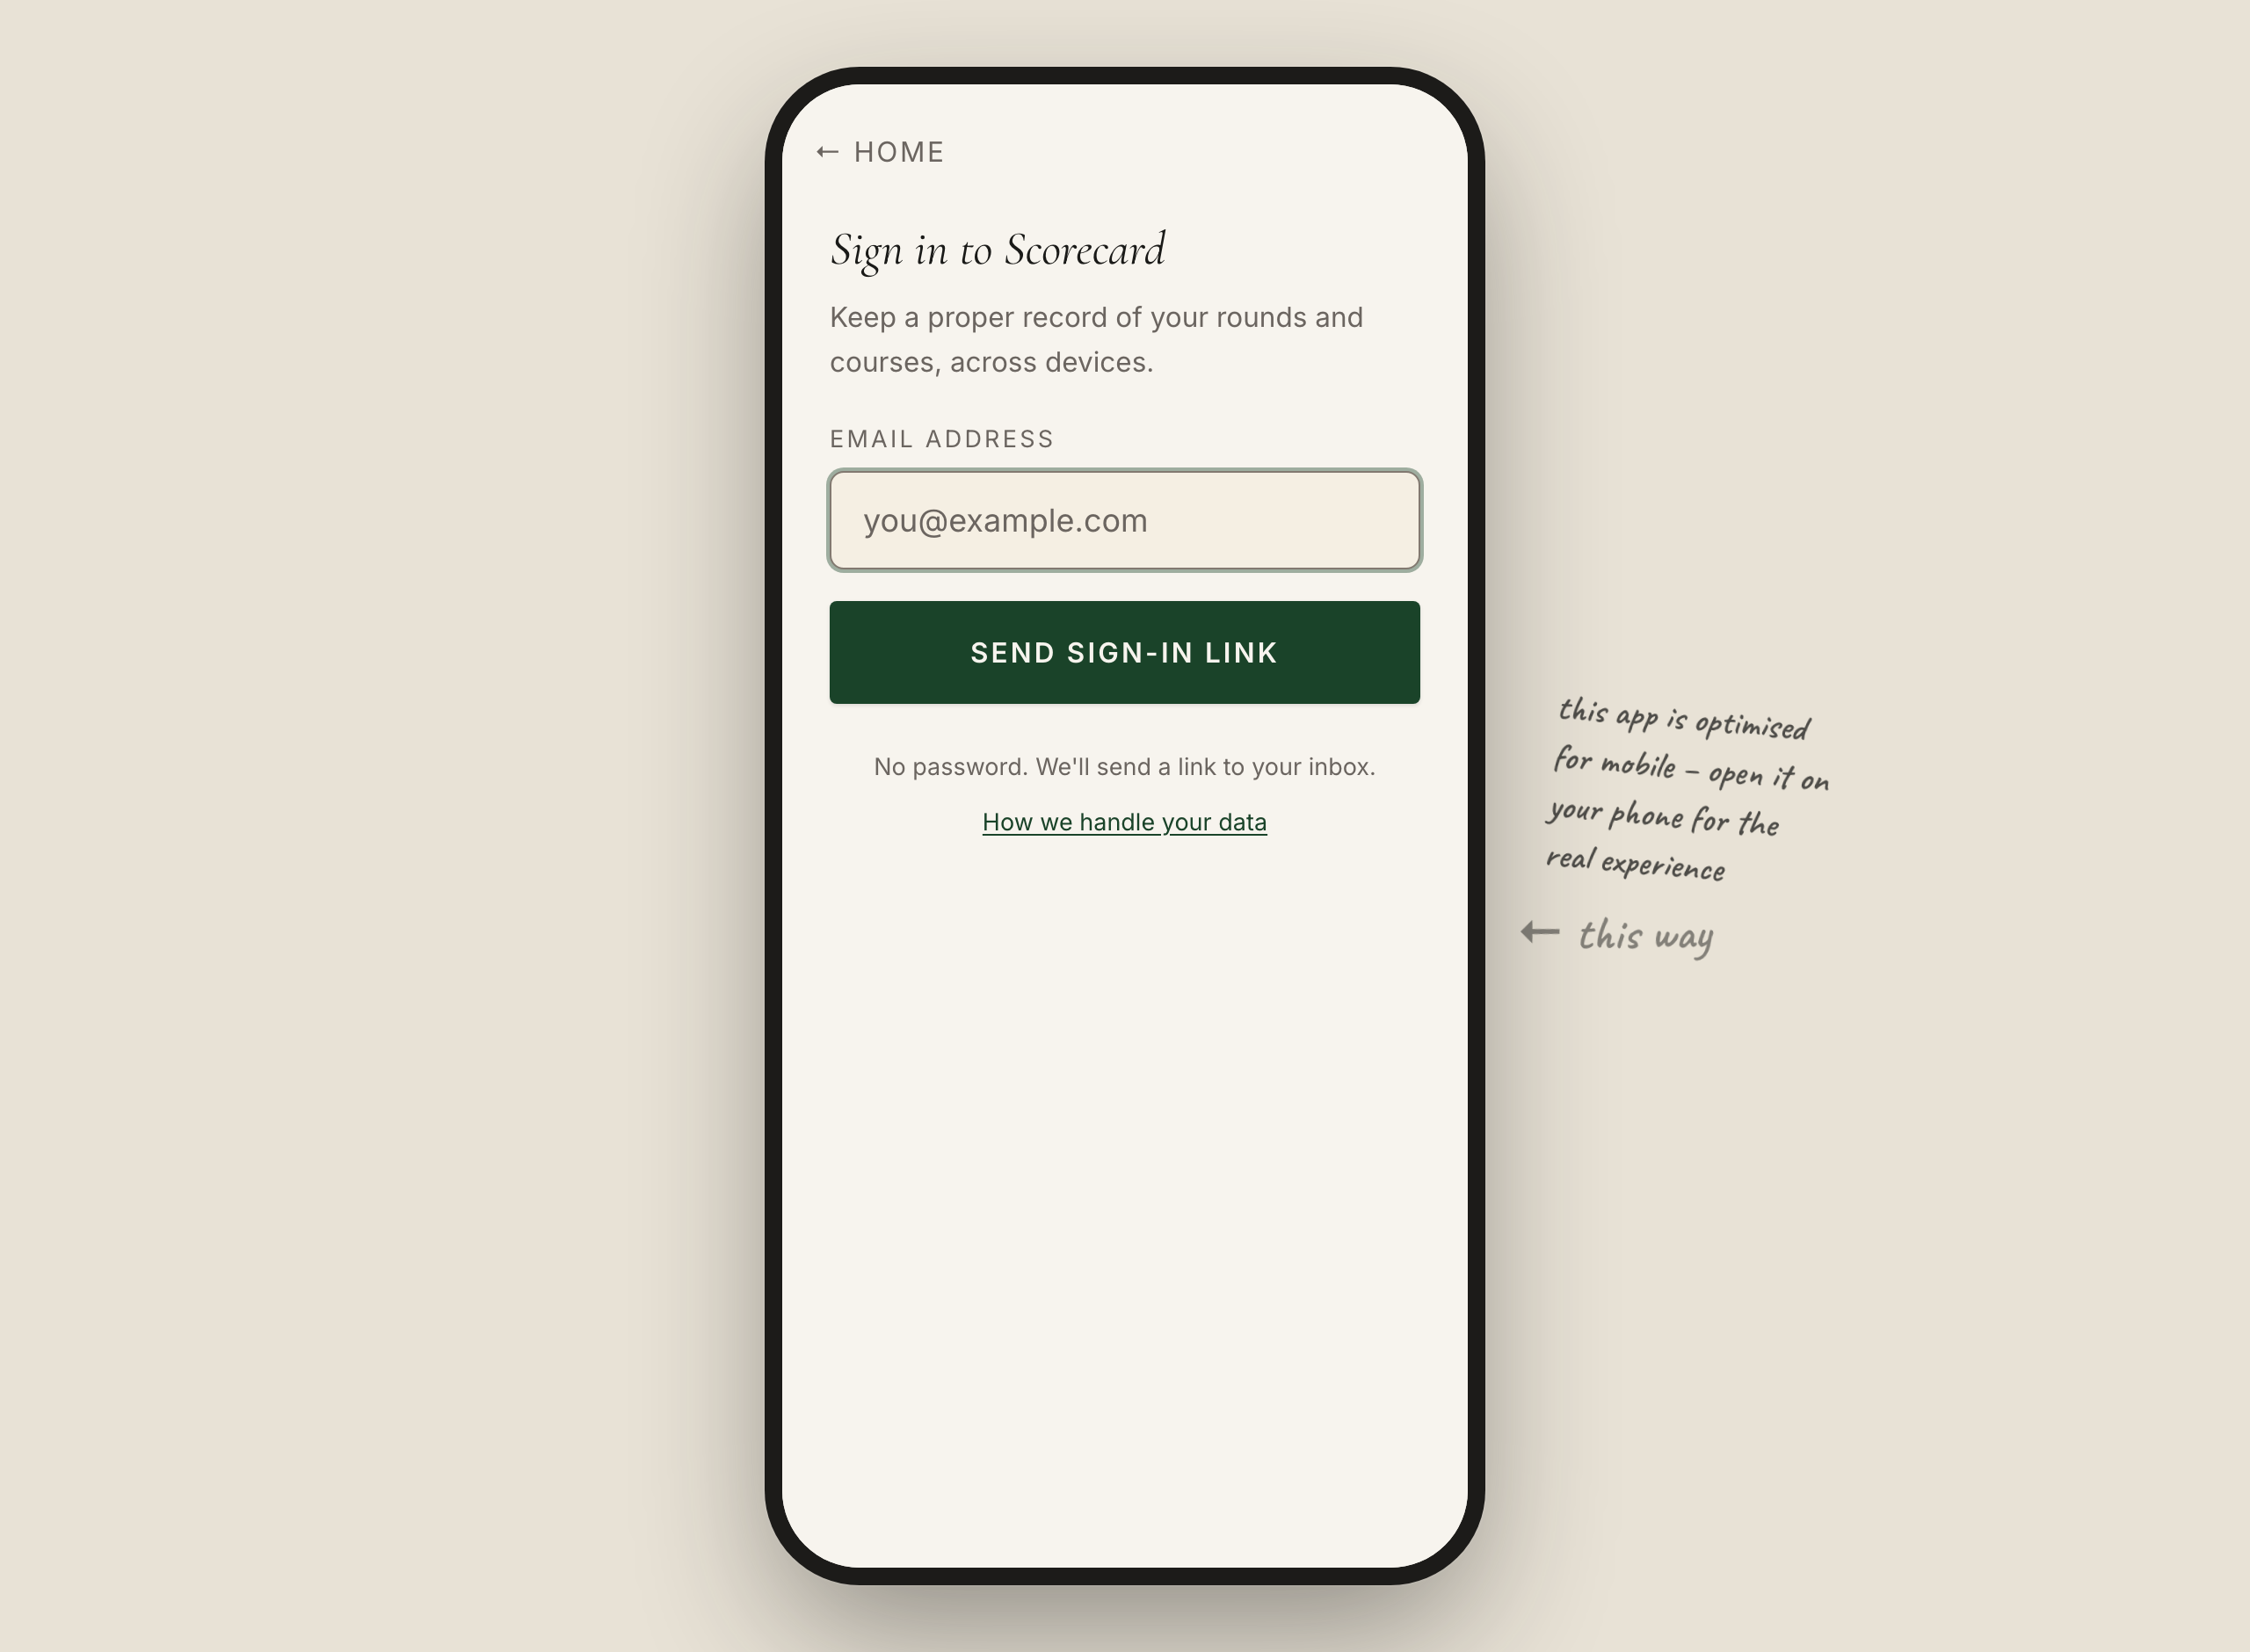 ← HOME
Sign in to Scorecard
Keep a proper record of your rounds and
courses, across devices.
EMAIL ADDRESS
you@example.com
SEND SIGN-IN LINK
No password. We'll send a link to your inbox.
How we handle your data
this app is optimised
for mobile – open it on
your phone for the
real experience
← this way